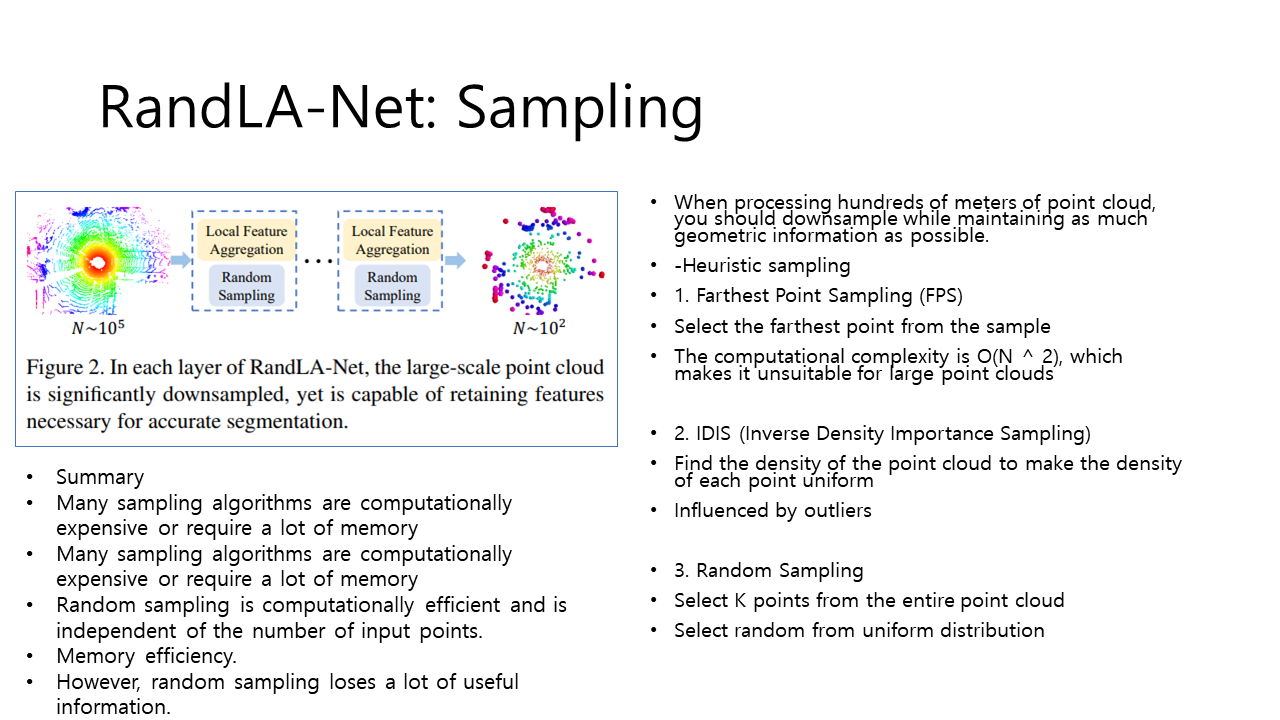 RandLA-Net: Sampling
Local Feature
Aggregation
Random
Sampling
...
Local Feature
Aggregation
Random
Sampling
N~10⁵
N~10²
Figure 2. In each layer of RandLA-Net, the large-scale point cloud
is significantly downsampled, yet is capable of retaining features
necessary for accurate segmentation.
• Summary
• Many sampling algorithms are computationally
expensive or require a lot of memory
• Many sampling algorithms are computationally
expensive or require a lot of memory
• Random sampling is computationally efficient and is
independent of the number of input points.
• Memory efficiency.
• However, random sampling loses a lot of useful
information.
• When processing hundreds of meters of point cloud,
you should downsample while maintaining as much
geometric information as possible.
• -Heuristic sampling
• 1. Farthest Point Sampling (FPS)
• Select the farthest point from the sample
• The computational complexity is O(N ^ 2), which
makes it unsuitable for large point clouds
• 2. IDIS (Inverse Density Importance Sampling)
• Find the density of the point cloud to make the density
of each point uniform
• Influenced by outliers
• 3. Random Sampling
• Select K points from the entire point cloud
• Select random from uniform distribution